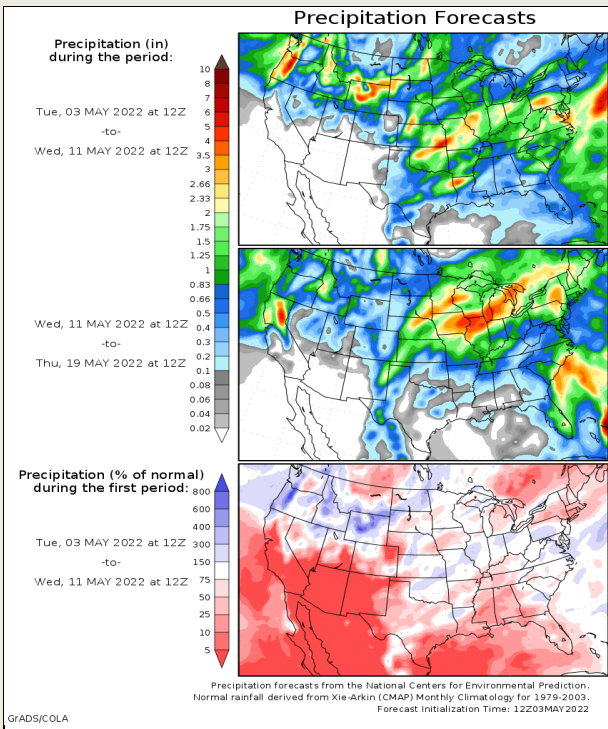 Precipitation Forecasts
Precipitation (in)
during the period:
Tue, 03 MAY 2022 at 12Z
-to-
Wed, 11 MAY 2022 at 12Z
Wed, 11 MAY 2022 at 12Z
-to-
Thu, 19 MAY 2022 at 12Z
10
8
7
6
5
4
3.5
3
2.66
2.33
2
1.75
1.5
1.25
1
0.83
0.66
0.5
0.4
0.3
0.2
0.1
0.08
0.06
0.04
0.02
Precipitation (% of normal)
during the first period:
Tue, 03 MAY 2022 at 12Z
-to-
Wed, 11 MAY 2022 at 12Z
800
600
400
300
150
75
50
25
10
5
Precipitation forecasts from the National Centers for Environmental Prediction.
Normal rainfall derived from Xie-Arkin (CMAP) Monthly Climatology for 1979-2003.
Forecast Initialization Time: 12Z03MAY2022
GrADS/COLA